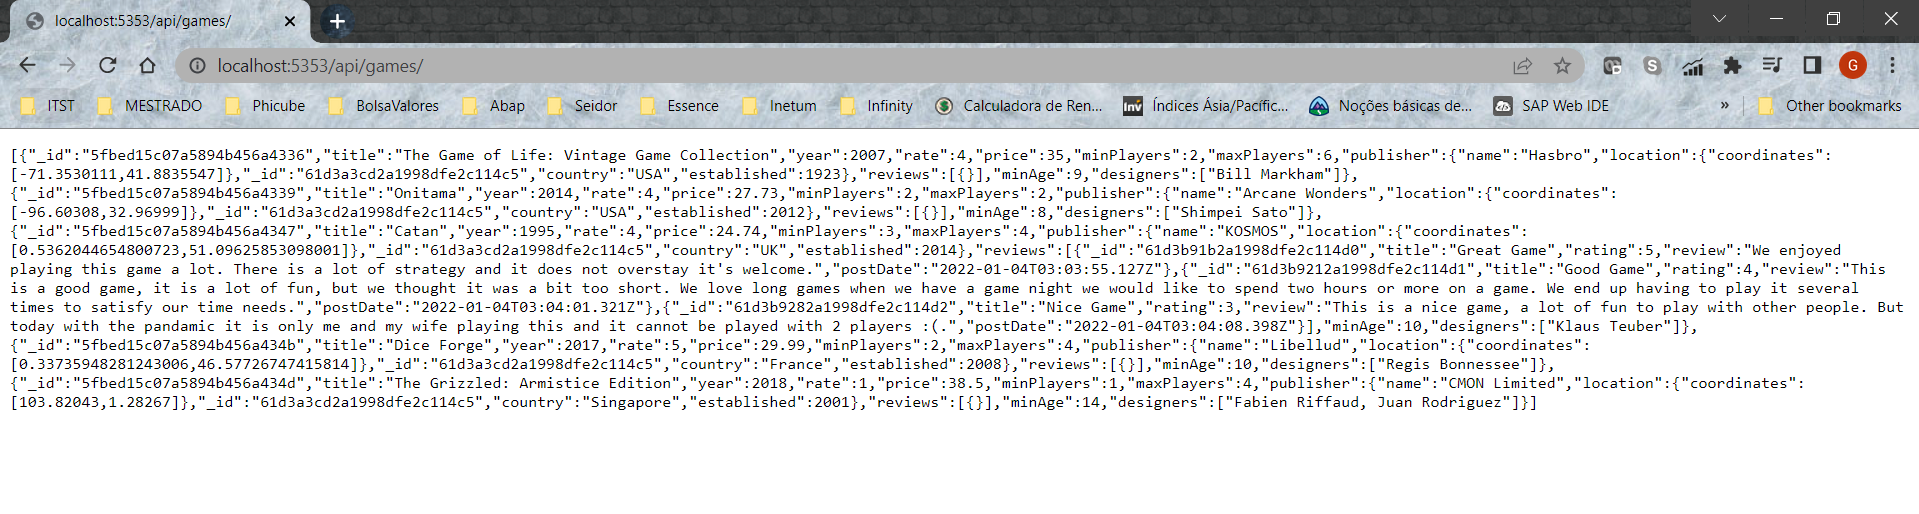 localhost:5353/api/games/
localhost:5353/api/games/
G
ITST MESTRADO Phicube BolsaValores Abap Seidor Essence Inetum Infinity Calculadora de Ren... Inv Índices Ásia/Pacífic... Noções básicas de... SAP Web IDE » Other bookmarks
[{"_id":"5fbed15c07a5894b456a4336","title":"The Game of Life: Vintage Game Collection","year":2007,"rate":4,"price":35,"minPlayers":2,"maxPlayers":6,"publisher":{"name":"Hasbro","location":{"coordinates":
[-71.3530111,41.8835547]},"_id":"61d3a3cd2a1998dfe2c114c5","country":"USA","established":1923},"reviews":[{}],"minAge":9,"designers":["Bill Markham"]},
{"_id":"5fbed15c07a5894b456a4339","title":"Onitama","year":2014,"rate":4,"price":27.73,"minPlayers":2,"maxPlayers":2,"publisher":{"name":"Arcane Wonders","location":{"coordinates":
[-96.60308,32.96999]},"_id":"61d3a3cd2a1998dfe2c114c5","country":"USA","established":2012},"reviews":[{}],"minAge":8,"designers":["Shimpei Sato"]},
{"_id":"5fbed15c07a5894b456a4347","title":"Catan","year":1995,"rate":4,"price":24.74,"minPlayers":3,"maxPlayers":4,"publisher":{"name":"KOSMOS","location":{"coordinates":
[0.5362044654800723,51.09625853098001]},"_id":"61d3a3cd2a1998dfe2c114c5","country":"UK","established":2014},"reviews":[{"_id":"61d3b91b2a1998dfe2c114d0","title":"Great Game","rating":5,"review":"We enjoyed
playing this game a lot. There is a lot of strategy and it does not overstay it's welcome.","postDate":"2022-01-04T03:03:55.127Z"},{"_id":"61d3b9212a1998dfe2c114d1","title":"Good Game","rating":4,"review":"This
is a good game, it is a lot of fun, but we thought it was a bit too short. We love long games when we have a game night we would like to spend two hours or more on a game. We end up having to play it several
times to satisfy our time needs.","postDate":"2022-01-04T03:04:01.321Z"},{"_id":"61d3b9282a1998dfe2c114d2","title":"Nice Game","rating":3,"review":"This is a nice game, a lot of fun to play with other people. But
today with the pandamic it is only me and my wife playing this and it cannot be played with 2 players :(.","postDate":"2022-01-04T03:04:08.398Z"}],"minAge":10,"designers":["Klaus Teuber"]},
{"_id":"5fbed15c07a5894b456a434b","title":"Dice Forge","year":2017,"rate":5,"price":29.99,"minPlayers":2,"maxPlayers":4,"publisher":{"name":"Libellud","location":{"coordinates":
[0.33735948281243006,46.57726747415814]},"_id":"61d3a3cd2a1998dfe2c114c5","country":"France","established":2008},"reviews":[{}],"minAge":10,"designers":["Regis Bonnessee"]},
{"_id":"5fbed15c07a5894b456a434d","title":"The Grizzled: Armistice Edition","year":2018,"rate":1,"price":38.5,"minPlayers":1,"maxPlayers":4,"publisher":{"name":"CMON Limited","location":{"coordinates":
[103.82043,1.28267]},"_id":"61d3a3cd2a1998dfe2c114c5","country":"Singapore","established":2001},"reviews":[{}],"minAge":14,"designers":["Fabien Riffaud, Juan Rodriguez"]}]